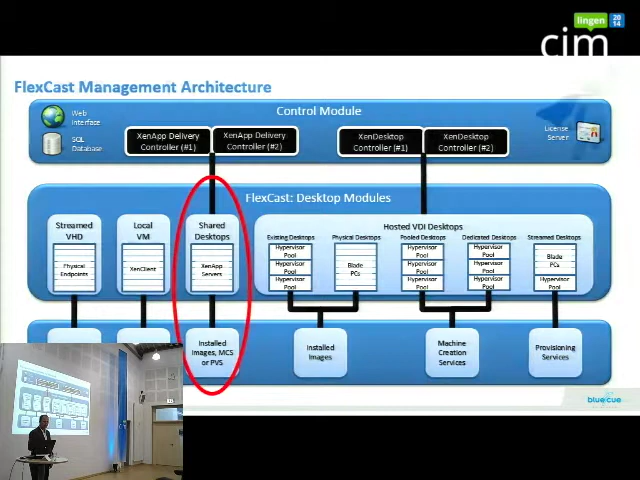 lingen
20
14
cim
FlexCast Management Architecture
Control Module
Web
Interface
SQL
Database
XenApp Delivery
Controller (#1)
XenApp Delivery
Controller (#2)
XenDesktop
Controller (#1)
XenDesktop
Controller (#2)
License
Server
FlexCast: Desktop Modules
Streamed
VHD
Physical
Endpoints
Local
VM
XenClient
Shared
Desktops
XenApp
Servers
Hosted VDI Desktops
Existing Desktops
Hypervisor
Pool
Hypervisor
Pool
Hypervisor
Pool
Physical Desktops
Blade
PCs
Pooled Desktops
Hypervisor
Pool
Hypervisor
Pool
Hypervisor
Pool
Dedicated Desktops
Hypervisor
Pool
Hypervisor
Pool
Hypervisor
Pool
Streamed Desktops
Blade
PCs
Hypervisor
Pool
Installed
Images, MCS
or PVS
Installed
Images
Machine
Creation
Services
Provisioning
Services
bluecue